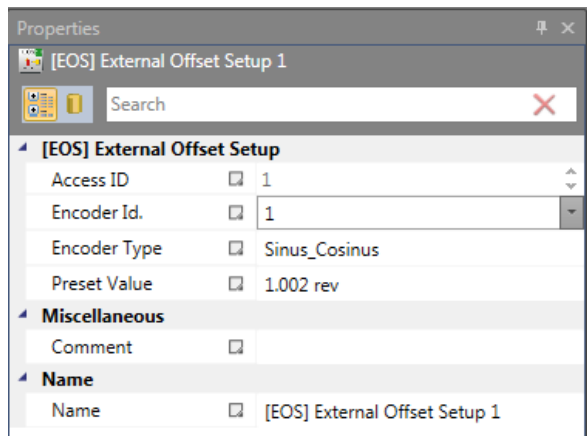 Properties
[EOS] External Offset Setup 1
Search
[EOS] External Offset Setup
Access ID 1
Encoder Id. 1
Encoder Type Sinus_Cosinus
Preset Value 1.002 rev
Miscellaneous
Comment
Name
Name [EOS] External Offset Setup 1